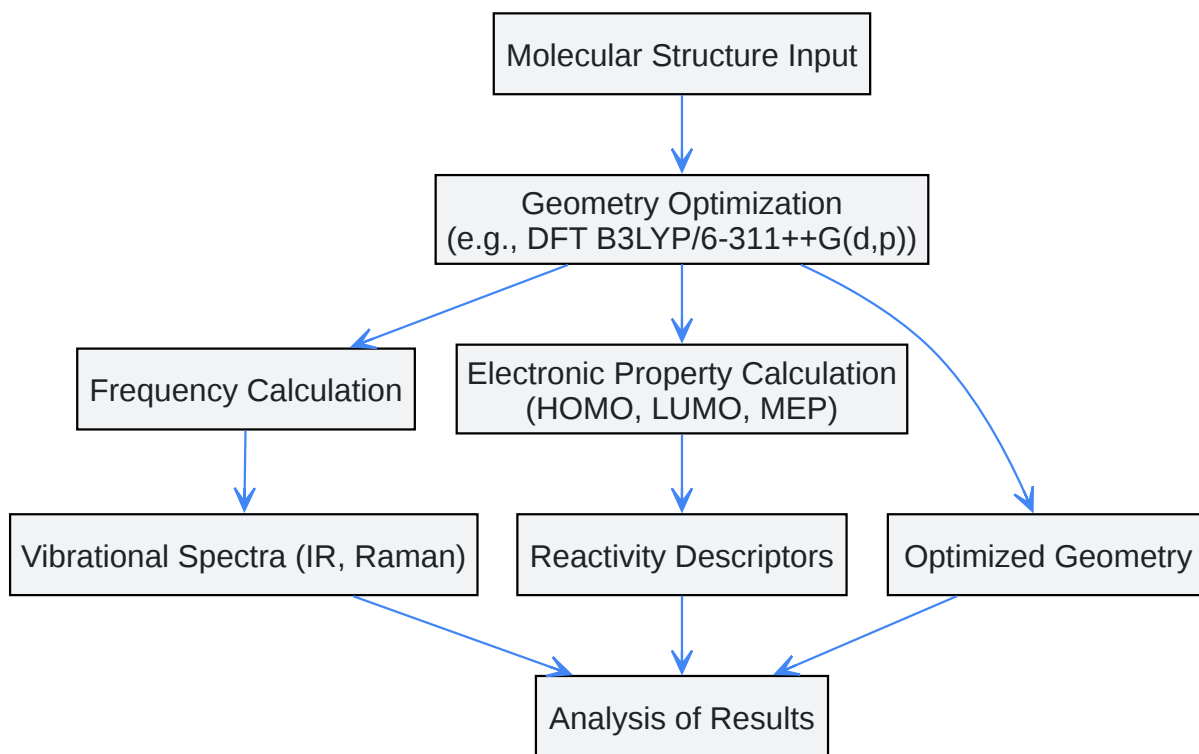 Molecular Structure Input
Geometry Optimization
(e.g., DFT B3LYP/6-311++G(d,p))
Frequency Calculation
Electronic Property Calculation
(HOMO, LUMO, MEP)
Vibrational Spectra (IR, Raman)
Reactivity Descriptors
Optimized Geometry
Analysis of Results